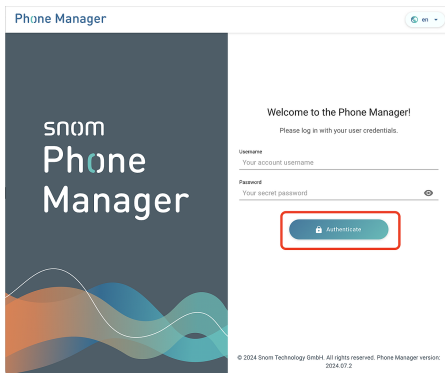 Phone Manager
en
snom
Phone
Manager
Welcome to the Phone Manager!
Please log in with your user credentials.
Username
Your account username
Password
Your secret password
Authenticate
© 2024 Snom Technology GmbH. All rights reserved. Phone Manager version:
2024.07.2